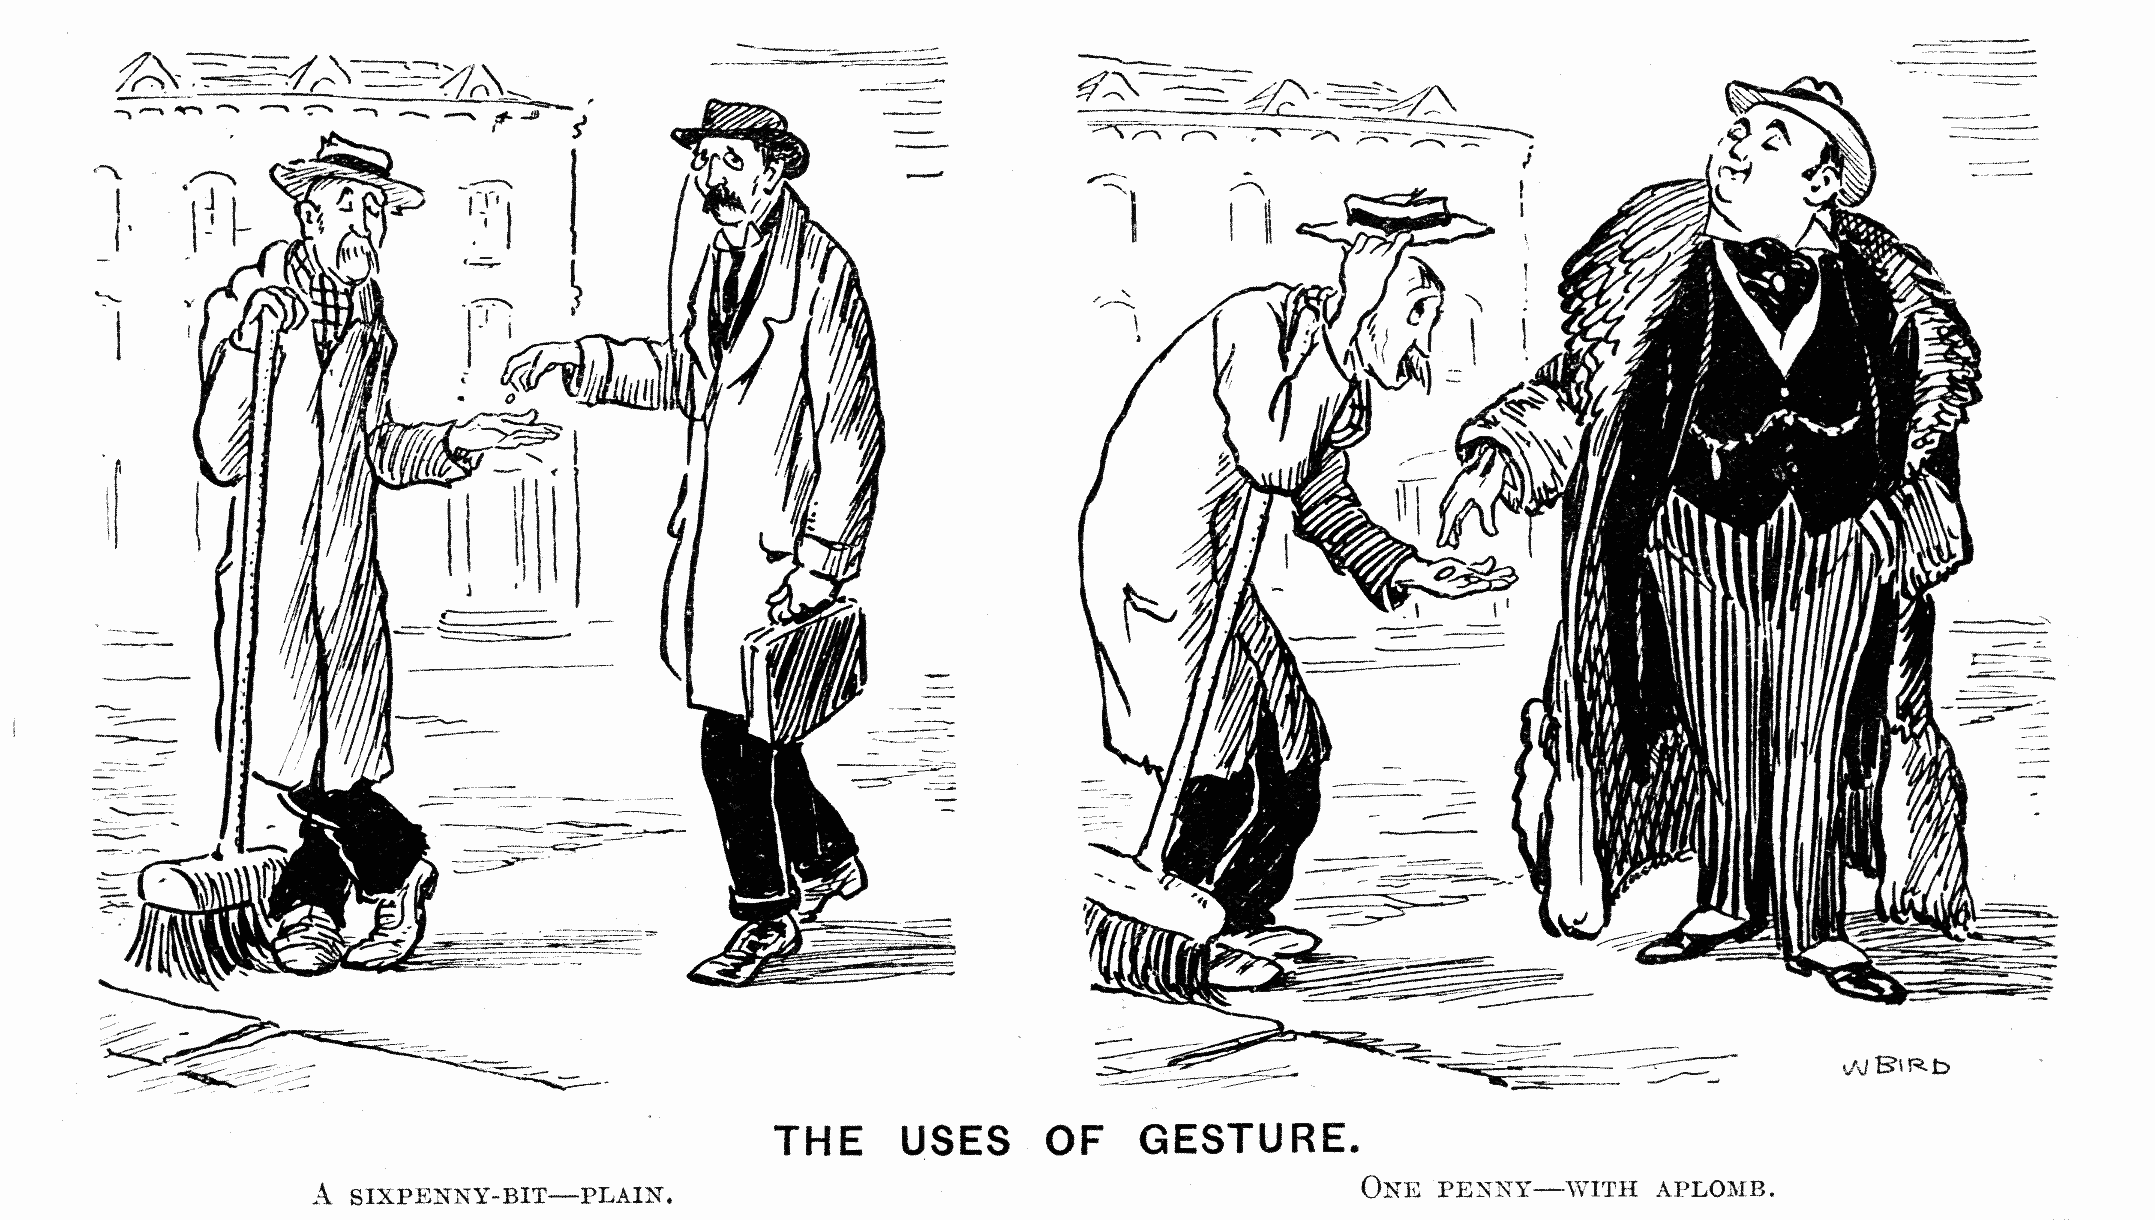 W BIRD
THE USES OF GESTURE.
A SIXPENNY-BIT—PLAIN.
ONE PENNY—WITH APLOMB.